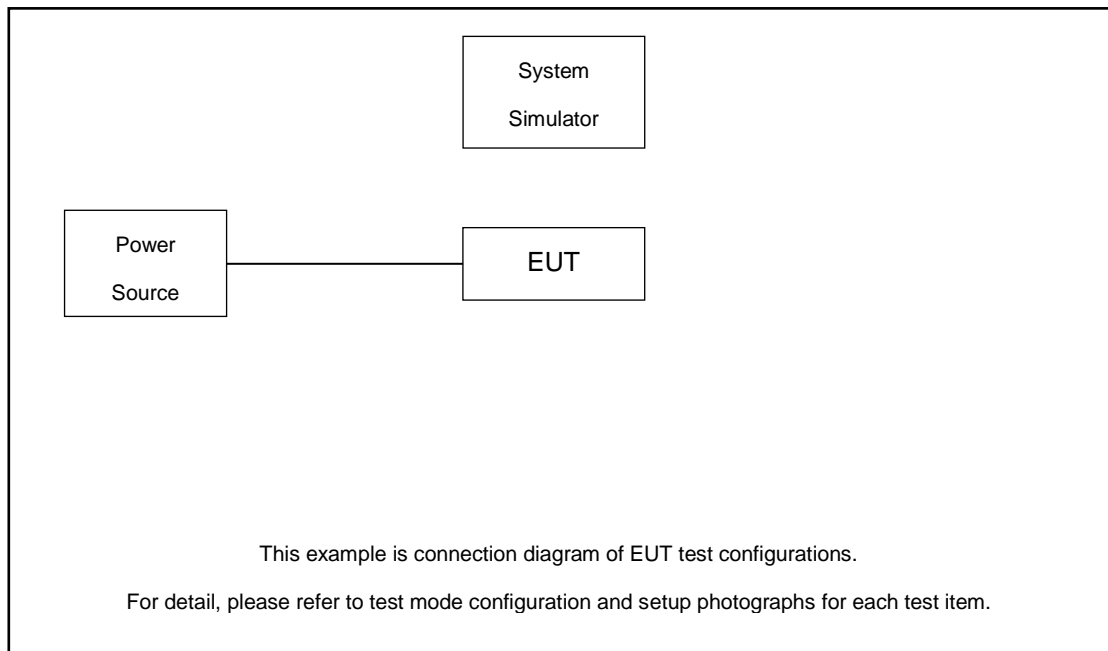 System
Simulator
Power
Source
EUT
This example is connection diagram of EUT test configurations.
For detail, please refer to test mode configuration and setup photographs for each test item.